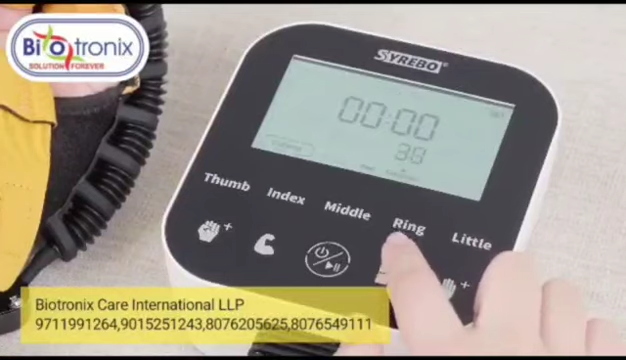 Biotronix
SOLUTION FOREVER
SYREBO
00:00
38
Thumb Index Middle Ring Little
Biotronix Care International LLP
9711991264,9015251243,8076205625,8076549111